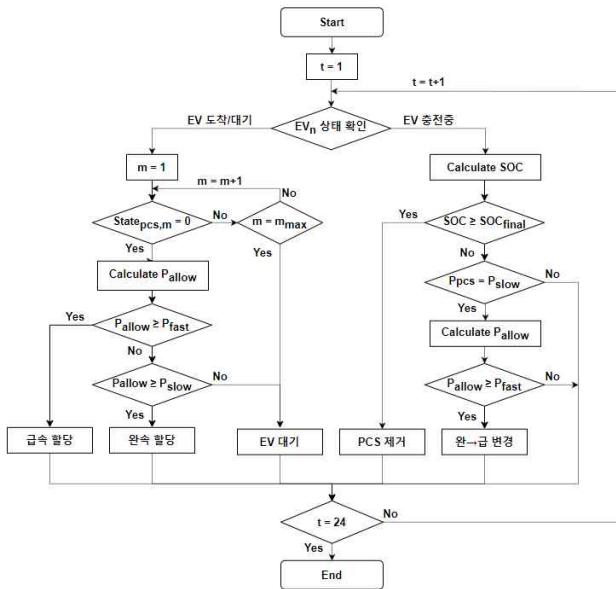 Start
t = 1
t = t+1
EV 도착/대기
EVn 상태 확인
EV 충전중
m = 1
Calculate SOC
m = m+1
No
Statepcs,m = 0
No
m = mmax
Yes
SOC ≥ SOCfinal
Yes
Yes
No
Calculate Pallow
Ppcs = Pslow
No
Yes
Yes
Pallow ≥ Pfast
Calculate Pallow
No
Pallow ≥ Pslow
No
Pallow ≥ Pfast
No
Yes
Yes
급속 할당
완속 할당
EV 대기
PCS 제거
완→급 변경
t = 24
No
Yes
End